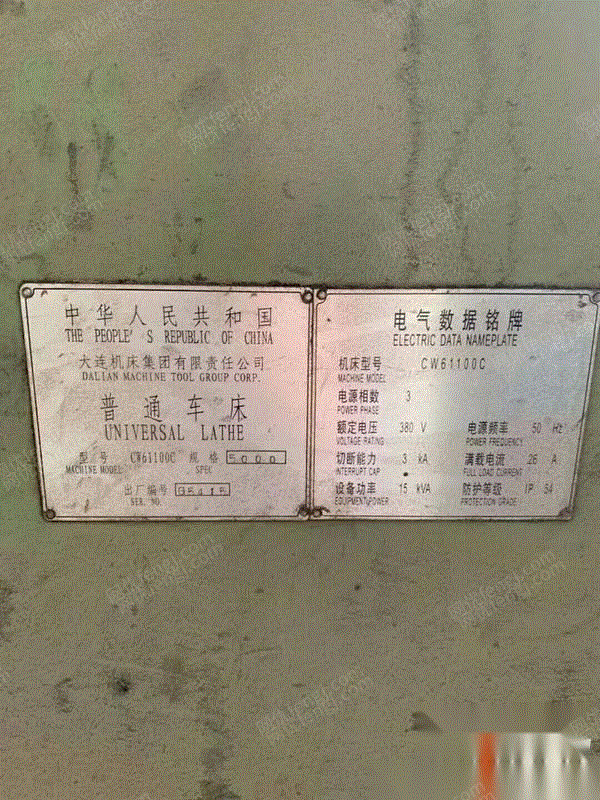 中华人民共和国
THE PEOPLE' S REPUBLIC OF CHINA
大连机床集团有限责任公司
DALIAN MACHINE TOOL GROUP CORP.
普通车床
UNIVERSAL LATHE
型号 CW61100C 规格 5000
MACHINE MODEL SPEC
出厂编号
SER. NO.
电气数据铭牌
ELECTRIC DATA NAMEPLATE
机床型号 CW61100C
MACHINE MODEL
电源相数 3
POWER PHASE
额定电压 380 V 电源频率 50 Hz
VOLTAGE RATING POWER FREQUENCY
切断能力 3 kA 满载电流 26 A
INTERRUPT CAP FULL LOAD CURRENT
设备功率 15 kVA 防护等级 IP 54
EQUIPMENT POWER PROTECTION GRADE